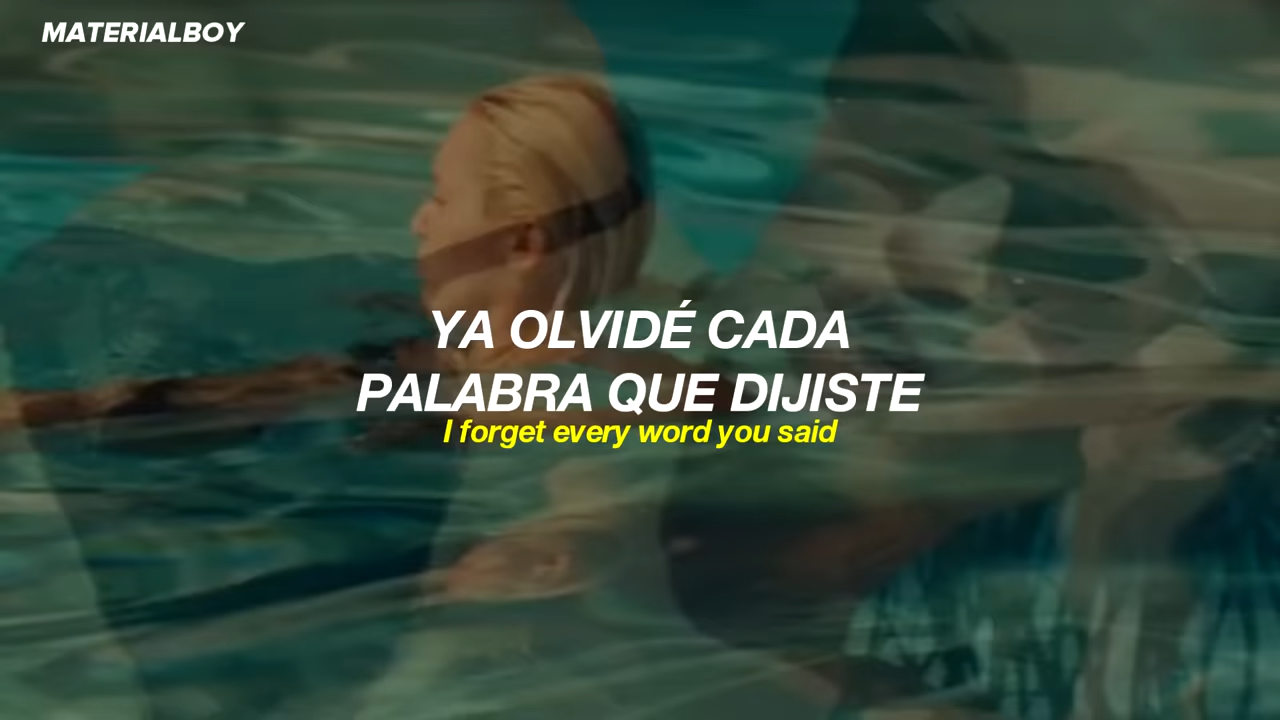 MATERIALBOY
YA OLVIDÉ CADA
PALABRA QUE DIJISTE
I forget every word you said